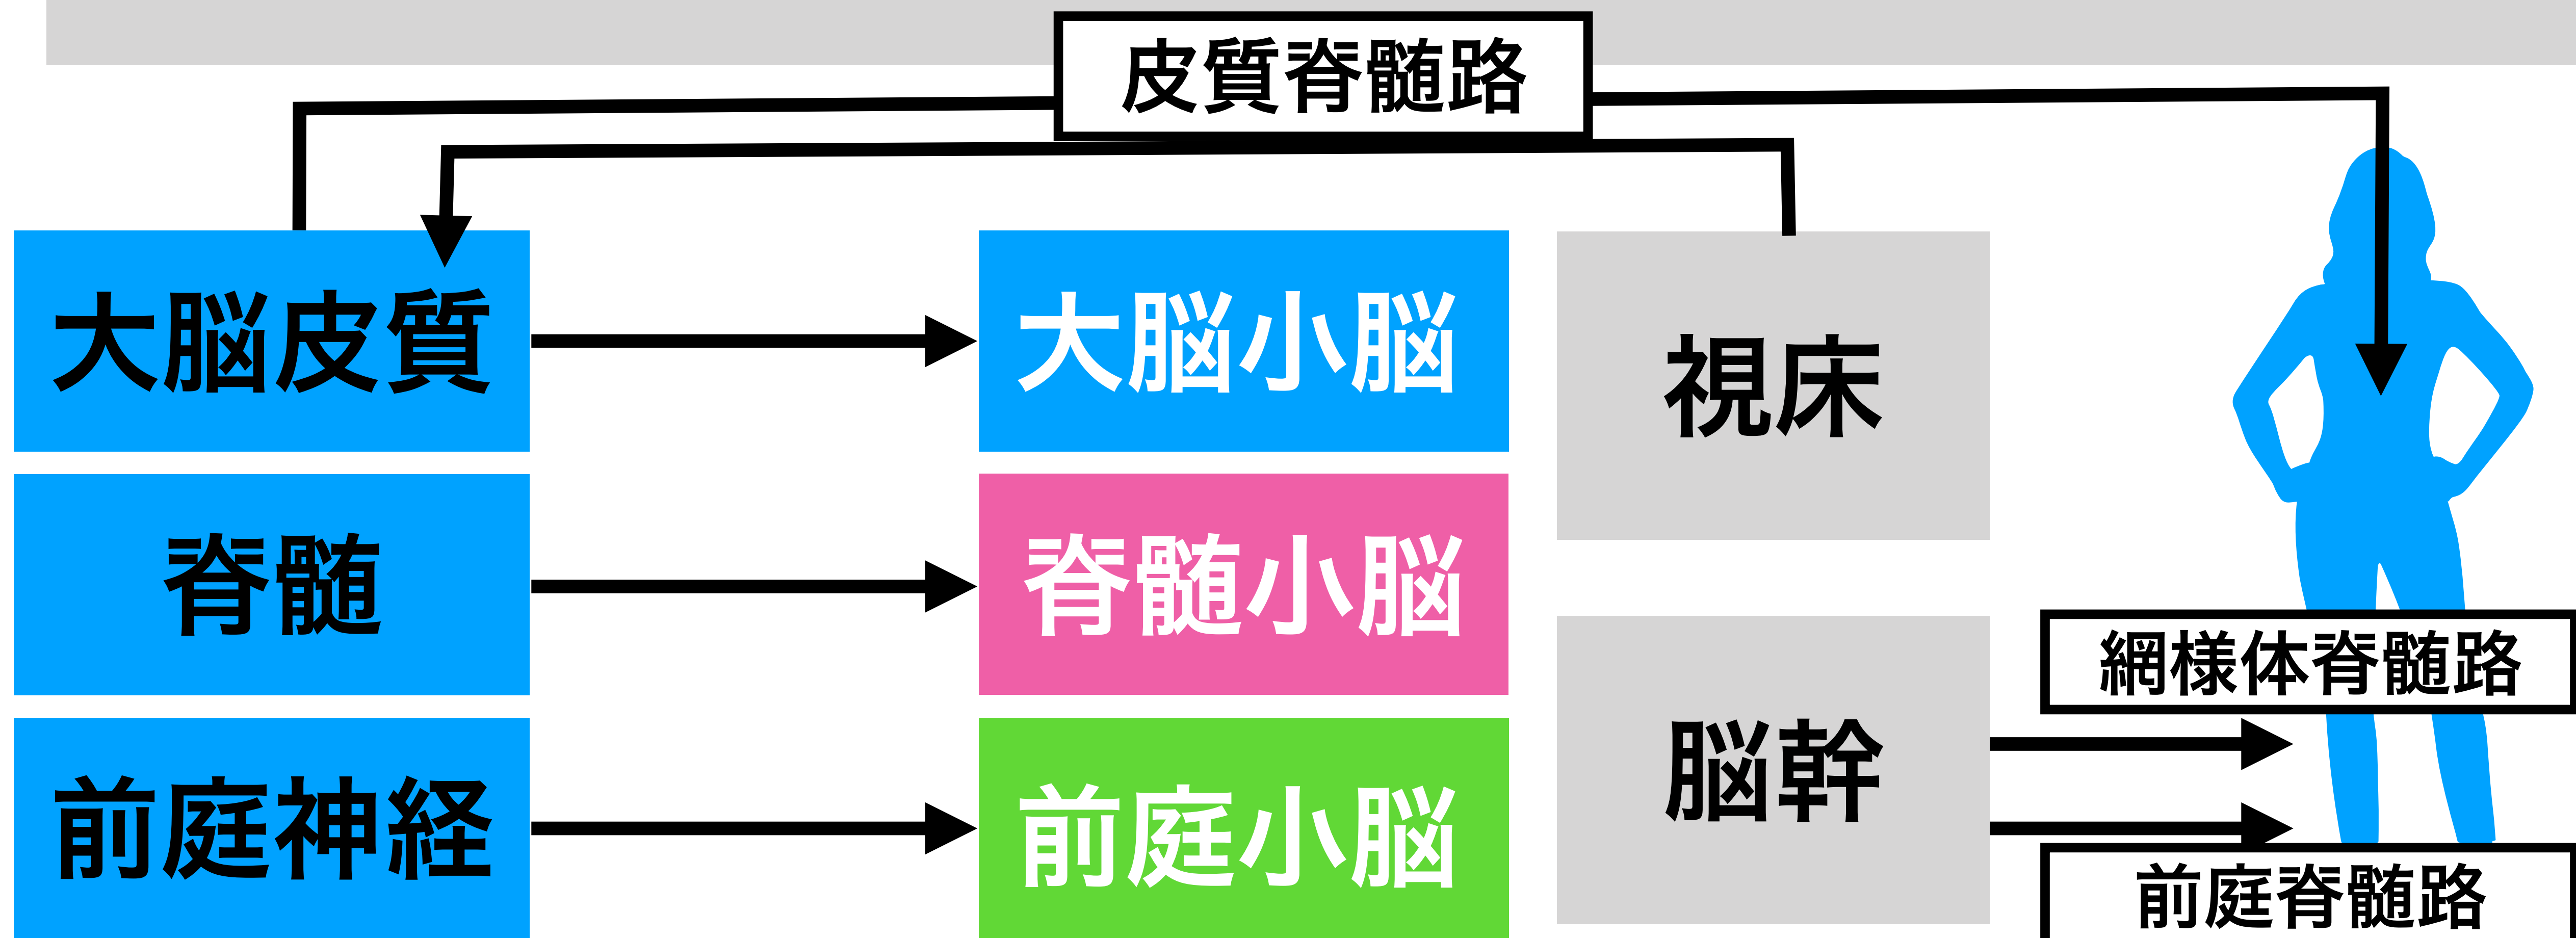 皮質脊髄路
大脳皮質
大脳小脳
視床
脊髄
脊髄小脳
網様体脊髄路
脳幹
前庭神経
前庭小脳
前庭脊髄路